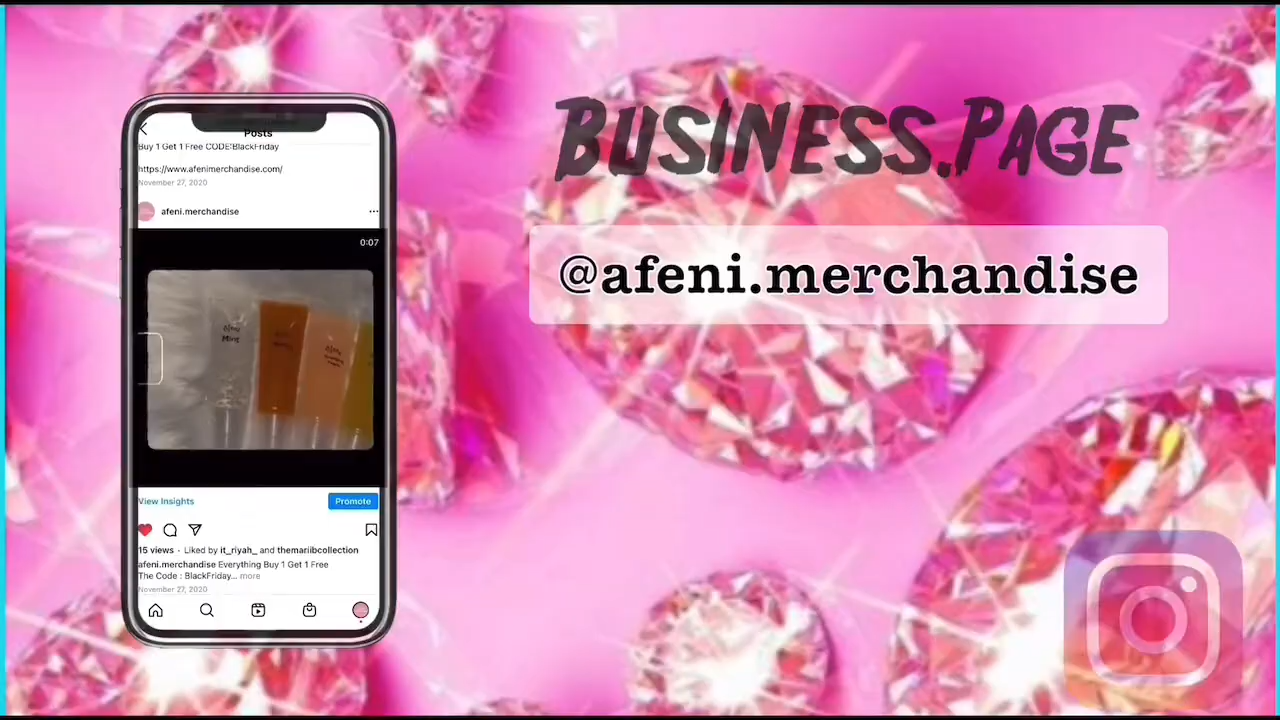 BUSINESS.PAGE
@afeni.merchandise
Posts
Buy 1 Get 1 Free CODE:BlackFriday
https://www.afenimerchandise.com/
November 27, 2020
afeni.merchandise
...
0:07
Afeni
Mint
View Insights
Promote
15 views · Liked by it_riyah_ and themariibcollection
afeni.merchandise Everything Buy 1 Get 1 Free
The Code : BlackFriday... more
November 27, 2020